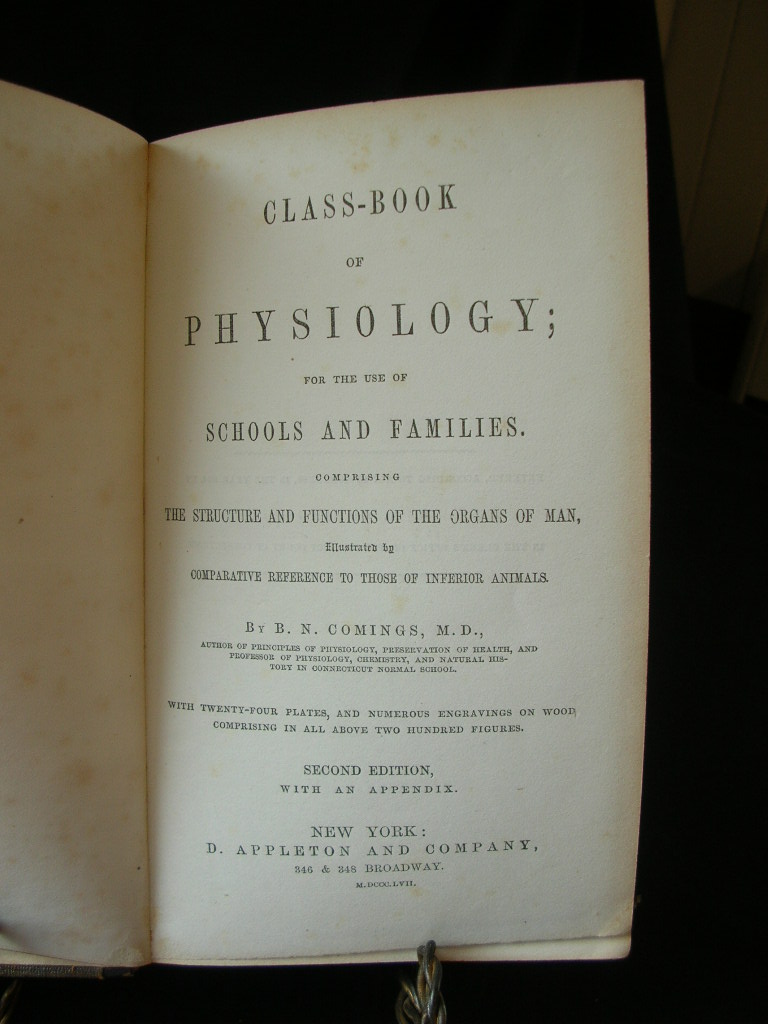 CLASS-BOOK
OF
PHYSIOLOGY;
FOR THE USE OF
SCHOOLS AND FAMILIES.
COMPRISING
THE STRUCTURE AND FUNCTIONS OF THE ORGANS OF MAN,
Illustrated by
COMPARATIVE REFERENCE TO THOSE OF INFERIOR ANIMALS.
By B. N. COMINGS, M.D.,
AUTHOR OF PRINCIPLES OF PHYSIOLOGY, PRESERVATION OF HEALTH, AND
PROFESSOR OF PHYSIOLOGY, CHEMISTRY, AND NATURAL HIS-
TORY IN CONNECTICUT NORMAL SCHOOL.
WITH TWENTY-FOUR PLATES, AND NUMEROUS ENGRAVINGS ON WOOD,
COMPRISING IN ALL ABOVE TWO HUNDRED FIGURES.
SECOND EDITION,
WITH AN APPENDIX.
NEW YORK:
D. APPLETON AND COMPANY,
346 & 348 BROADWAY.
M.DCCC.LVII.